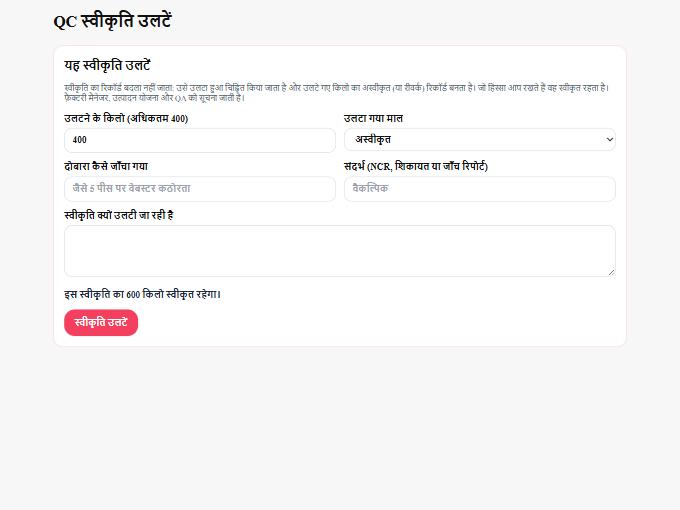 QC स्वीकृति उलटें
यह स्वीकृति उलटें
स्वीकृति का रिकॉर्ड बदला नहीं जाता: उसे उलटा हुआ चिह्नित किया जाता है और उलटे गए किलो का अस्वीकृत (या रीवर्क) रिकॉर्ड बनता है। जो हिस्सा आप रखते हैं वह स्वीकृत रहता है।
फ़ैक्टरी मैनेजर, उत्पादन योजना और QA को सूचना जाती है।
उलटने के किलो (अधिकतम 400)
उलटा गया माल
400
अस्वीकृत
दोबारा कैसे जाँचा गया
संदर्भ (NCR, शिकायत या जाँच रिपोर्ट)
जैसे 5 पीस पर वेबस्टर कठोरता
वैकल्पिक
स्वीकृति क्यों उलटी जा रही है
इस स्वीकृति का 600 किलो स्वीकृत रहेगा।
स्वीकृति उलटें